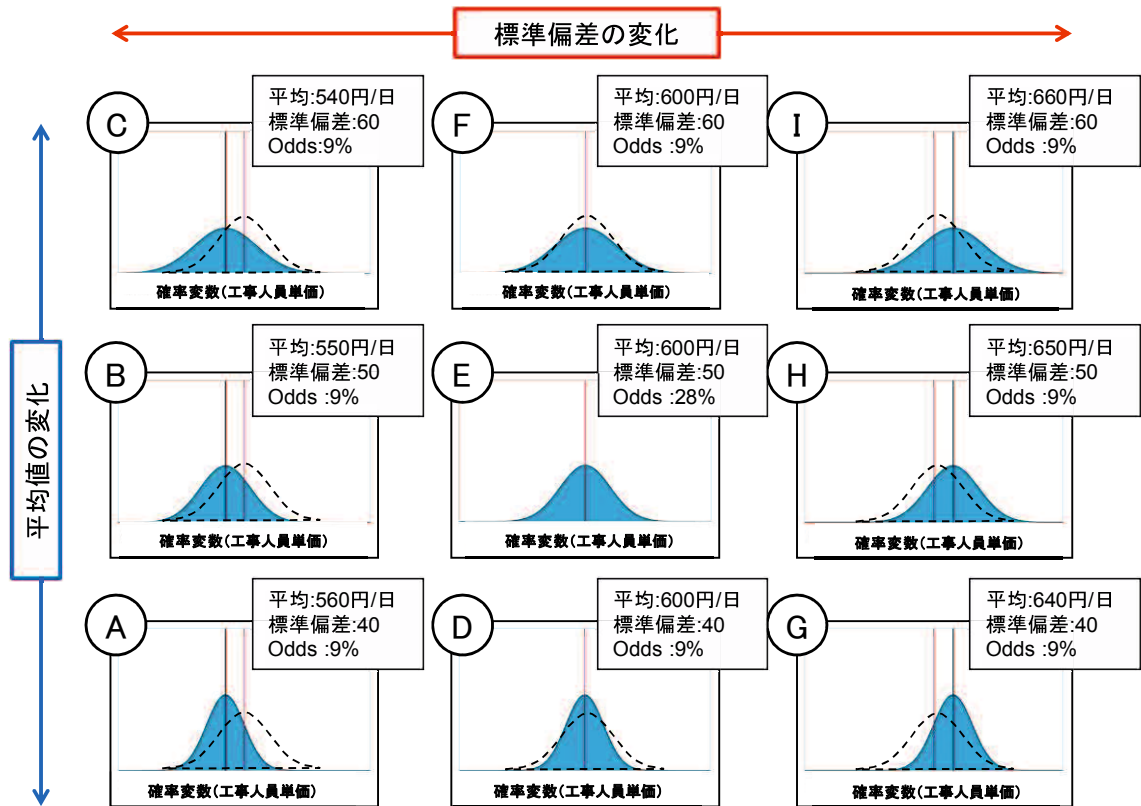 標準偏差の変化
平均値の変化
C
平均:540円/日
標準偏差:60
Odds:9%
確率変数(工事人員単価)
F
平均:600円/日
標準偏差:60
Odds :9%
確率変数(工事人員単価)
I
平均:660円/日
標準偏差:60
Odds :9%
確率変数(工事人員単価)
B
平均:550円/日
標準偏差:50
Odds :9%
確率変数(工事人員単価)
E
平均:600円/日
標準偏差:50
Odds :28%
確率変数(工事人員単価)
H
平均:650円/日
標準偏差:50
Odds :9%
確率変数(工事人員単価)
A
平均:560円/日
標準偏差:40
Odds :9%
確率変数(工事人員単価)
D
平均:600円/日
標準偏差:40
Odds :9%
確率変数(工事人員単価)
G
平均:640円/日
標準偏差:40
Odds :9%
確率変数(工事人員単価)